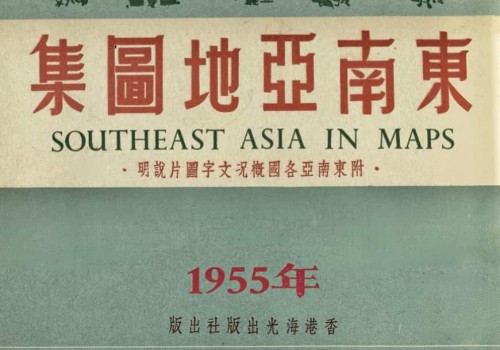 東南亞地圖集
SOUTHEAST ASIA IN MAPS
・附東南亞各國概況文字圖片說明・
1955年
香港海光出版社出版